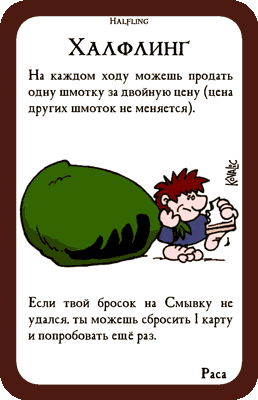 Halfling
Халфлинг
На каждом ходу можешь продать
одну шмотку за двойную цену (цена
других шмоток не меняется).
Kovalic
Если твой бросок на Смывку не
удался, ты можешь сбросить 1 карту
и попробовать ещё раз.
Раса